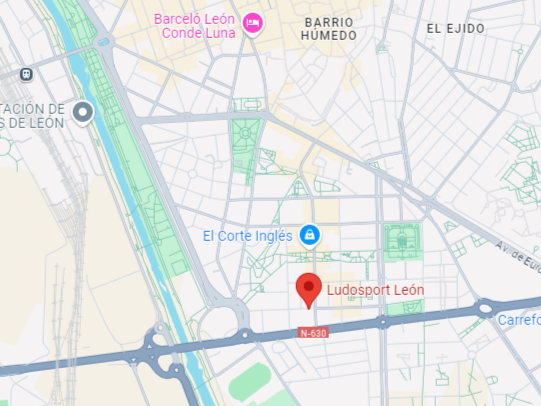 Barceló León
Conde Luna
BARRIO
HÚMEDO
EL EJIDO
TACIÓN DE
S DE LEÓN
El Corte Inglés
Av. de Eula
Ludosport León
N-630
Carrefo